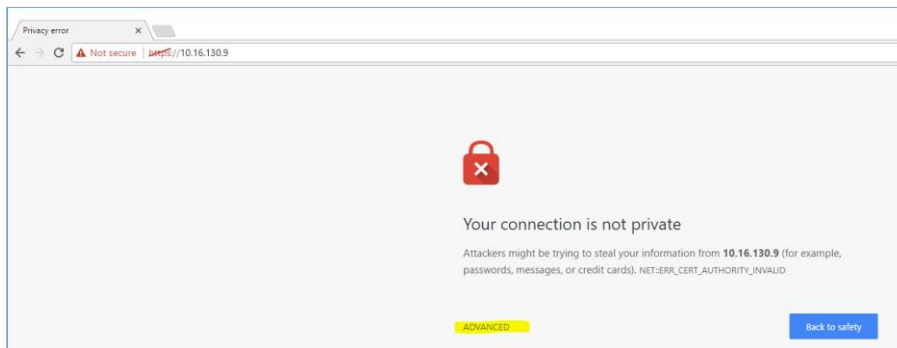 Privacy error
Not secure | https://10.16.130.9
Your connection is not private
Attackers might be trying to steal your information from 10.16.130.9 (for example,
passwords, messages, or credit cards). NET::ERR_CERT_AUTHORITY_INVALID
ADVANCED
Back to safety